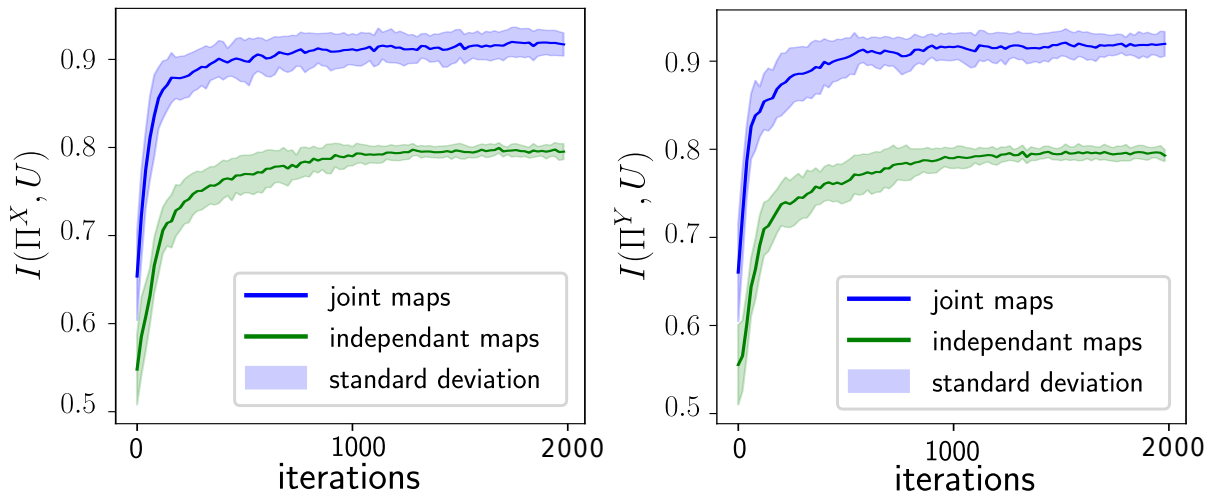 I(Π^X, U)
0.9
0.8
0.7
0.6
0.5
joint maps
independant maps
standard deviation
0 1000 2000
iterations
I(Π^Y, U)
0.9
0.8
0.7
0.6
0.5
joint maps
independant maps
standard deviation
0 1000 2000
iterations